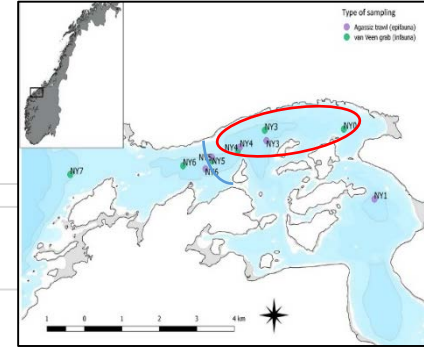 Type of sampling
Agassiz trawl (epifauna)
van Veen grab (infauna)
NY3
NY0
NY4
NY4
NY3
NY5
NY5
NY6
NY6
NY7
NY1
1 0 1 2 3 4 km